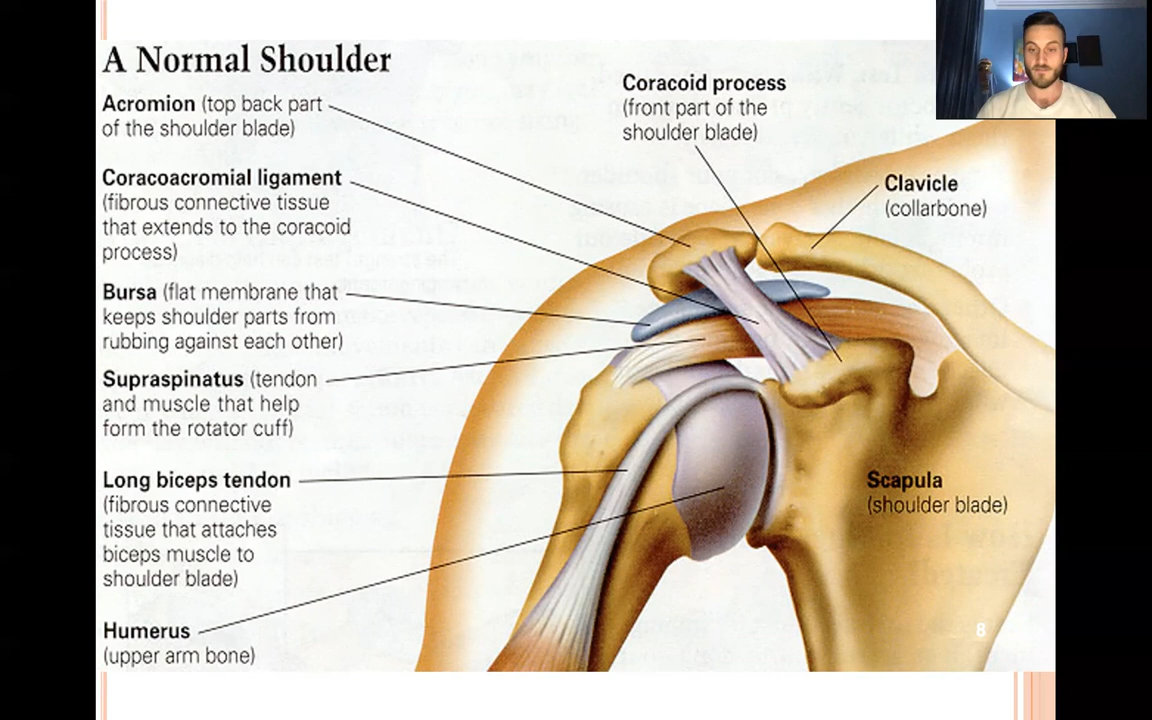 A Normal Shoulder
Acromion (top back part
of the shoulder blade)
Coracoacromial ligament
(fibrous connective tissue
that extends to the coracoid
process)
Bursa (flat membrane that
keeps shoulder parts from
rubbing against each other)
Supraspinatus (tendon
and muscle that help
form the rotator cuff)
Long biceps tendon
(fibrous connective
tissue that attaches
biceps muscle to
shoulder blade)
Humerus
(upper arm bone)
Coracoid process
(front part of the
shoulder blade)
Clavicle
(collarbone)
Scapula
(shoulder blade)
8